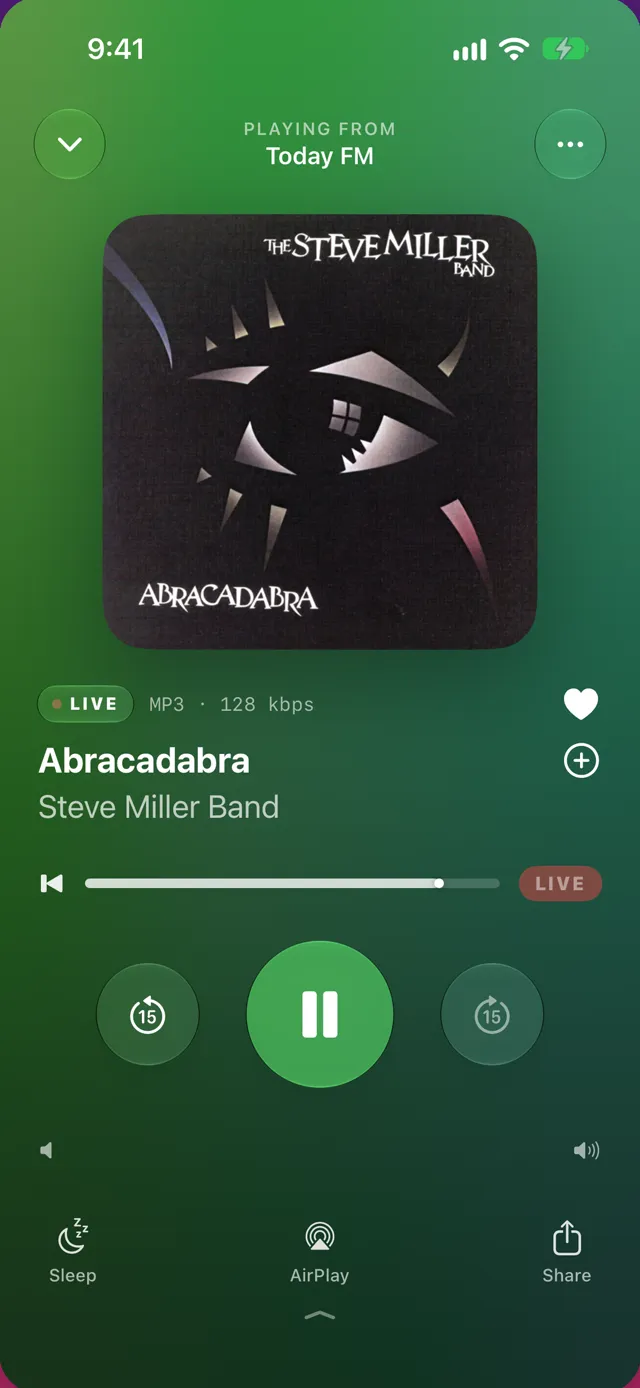 9:41
PLAYING FROM
Today FM
THE STEVE MILLER
BAND
ABRACADABRA
LIVE MP3 · 128 kbps
Abracadabra
Steve Miller Band
LIVE
15 15
Sleep AirPlay Share